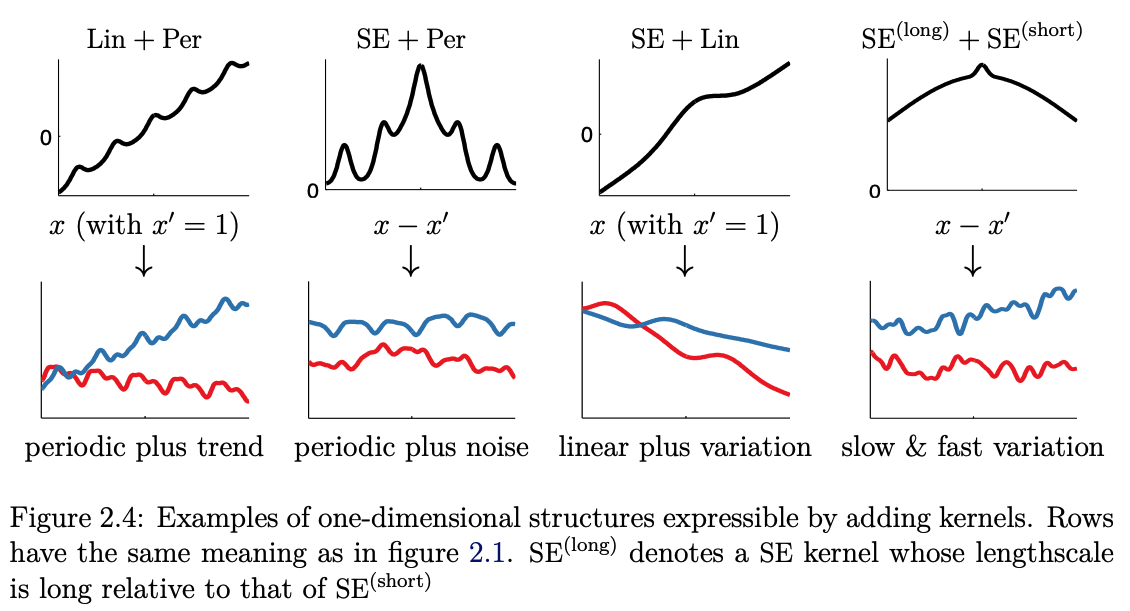 Lin + Per
SE + Per
SE + Lin
SE(long) + SE(short)
0
0
0
0
x (with x′ = 1)
x − x′
x (with x′ = 1)
x − x′
↓
↓
↓
↓
periodic plus trend
periodic plus noise
linear plus variation
slow & fast variation
Figure 2.4: Examples of one-dimensional structures expressible by adding kernels. Rows
have the same meaning as in figure 2.1. SE(long) denotes a SE kernel whose lengthscale
is long relative to that of SE(short)